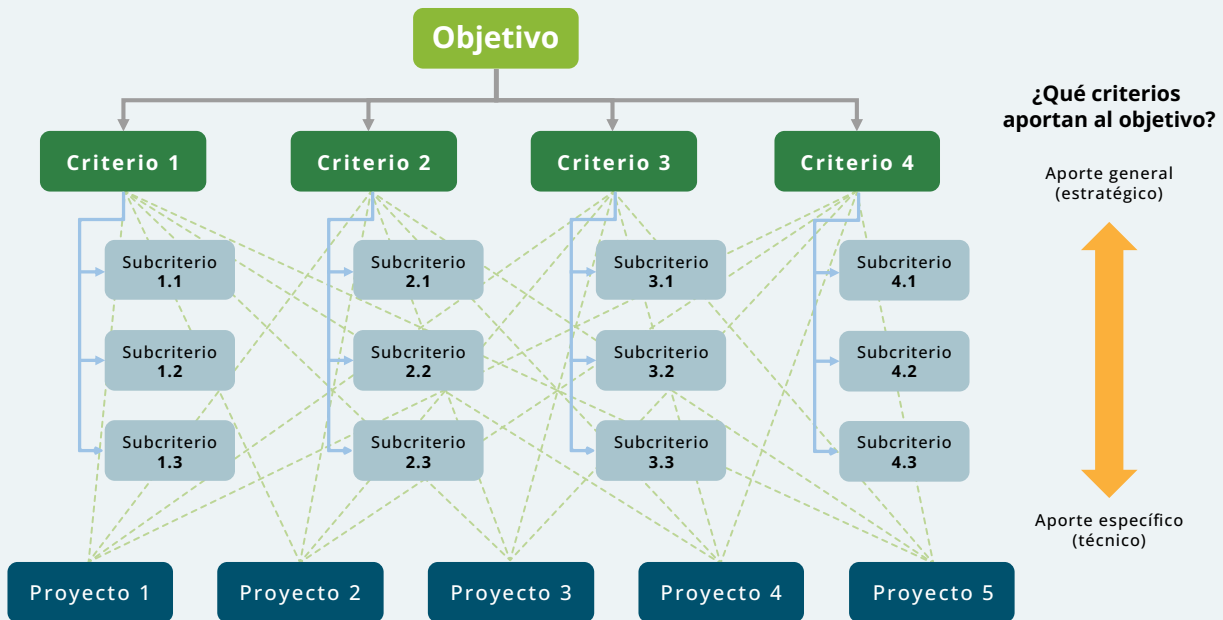 Objetivo
¿Qué criterios
aportan al objetivo?
Criterio 1
Criterio 2
Criterio 3
Criterio 4
Aporte general
(estratégico)
Subcriterio
1.1
Subcriterio
2.1
Subcriterio
3.1
Subcriterio
4.1
Subcriterio
1.2
Subcriterio
2.2
Subcriterio
3.2
Subcriterio
4.2
Subcriterio
1.3
Subcriterio
2.3
Subcriterio
3.3
Subcriterio
4.3
Aporte específico
(técnico)
Proyecto 1
Proyecto 2
Proyecto 3
Proyecto 4
Proyecto 5